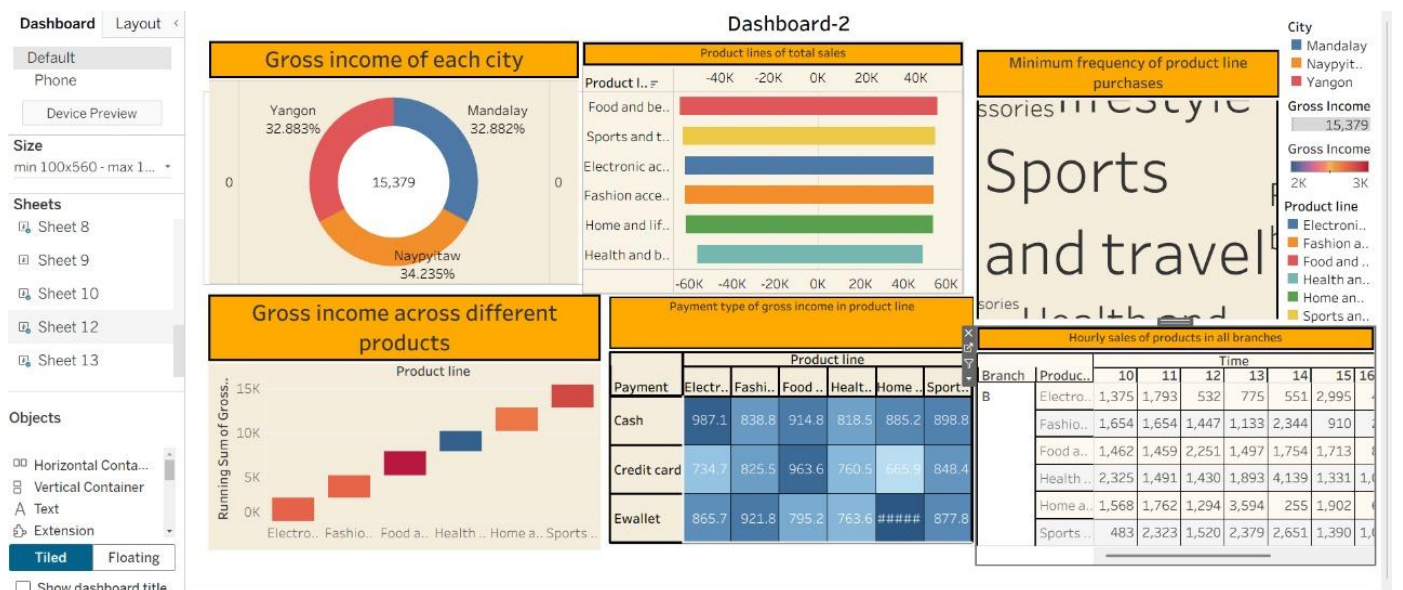 Dashboard Layout <
Default
Phone
Device Preview
Size
min 100x560 - max 1...
Sheets
Sheet 8
Sheet 9
Sheet 10
Sheet 12
Sheet 13
Objects
Horizontal Conta...
Vertical Container
Text
Extension
Tiled Floating
Show dashboard title
Dashboard-2
Gross income of each city
Yangon
32.883%
Mandalay
32.882%
0 15,379 0
Naypyitaw
34.235%
Product lines of total sales
Product l.. -40K -20K 0K 20K 40K
Food and be..
Sports and t..
Electronic ac..
Fashion acce..
Home and lif..
Health and b..
-60K -40K -20K 0K 20K 40K 60K
Minimum frequency of product line
purchases
ssories lifestyle
Sports
and travel
sories Health and
City
Mandalay
Naypyit..
Yangon
Gross Income
15,379
Gross Income
2K 3K
Product line
Electroni..
Fashion a..
Food and ..
Health an..
Home an..
Sports an..
Gross income across different
products
Product line
Running Sum of Gross..
15K
10K
5K
0K
Electro.. Fashio.. Food a.. Health .. Home a.. Sports ..
Payment type of gross income in product line
Product line
Payment Electr.. Fashi.. Food .. Healt.. Home .. Sport..
Cash 987.1 838.8 914.8 818.5 885.2 898.8
Credit card 734.7 825.5 963.6 760.5 665.9 848.4
Ewallet 865.7 921.8 795.2 763.6 ##### 877.8
Hourly sales of products in all branches
Time
Branch Produc.. 10 11 12 13 14 15 16
B Electro.. 1,375 1,793 532 775 551 2,995
Fashio.. 1,654 1,654 1,447 1,133 2,344 910
Food a.. 1,462 1,459 2,251 1,497 1,754 1,713
Health .. 2,325 1,491 1,430 1,893 4,139 1,331
Home a.. 1,568 1,762 1,294 3,594 255 1,902
Sports .. 483 2,323 1,520 2,379 2,651 1,390